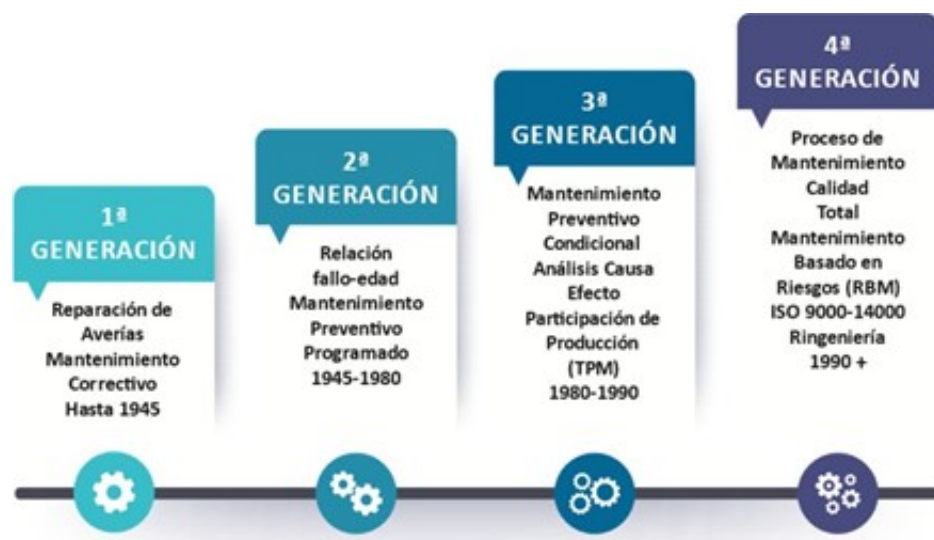 1ª
GENERACIÓN
Reparación de
Averías
Mantenimiento
Correctivo
Hasta 1945
2ª
GENERACIÓN
Relación
fallo-edad
Mantenimiento
Preventivo
Programado
1945-1980
3ª
GENERACIÓN
Mantenimiento
Preventivo
Condicional
Análisis Causa
Efecto
Participación de
Producción
(TPM)
1980-1990
4ª
GENERACIÓN
Proceso de
Mantenimiento
Calidad
Total
Mantenimiento
Basado en
Riesgos (RBM)
ISO 9000-14000
Ringeniería
1990 +